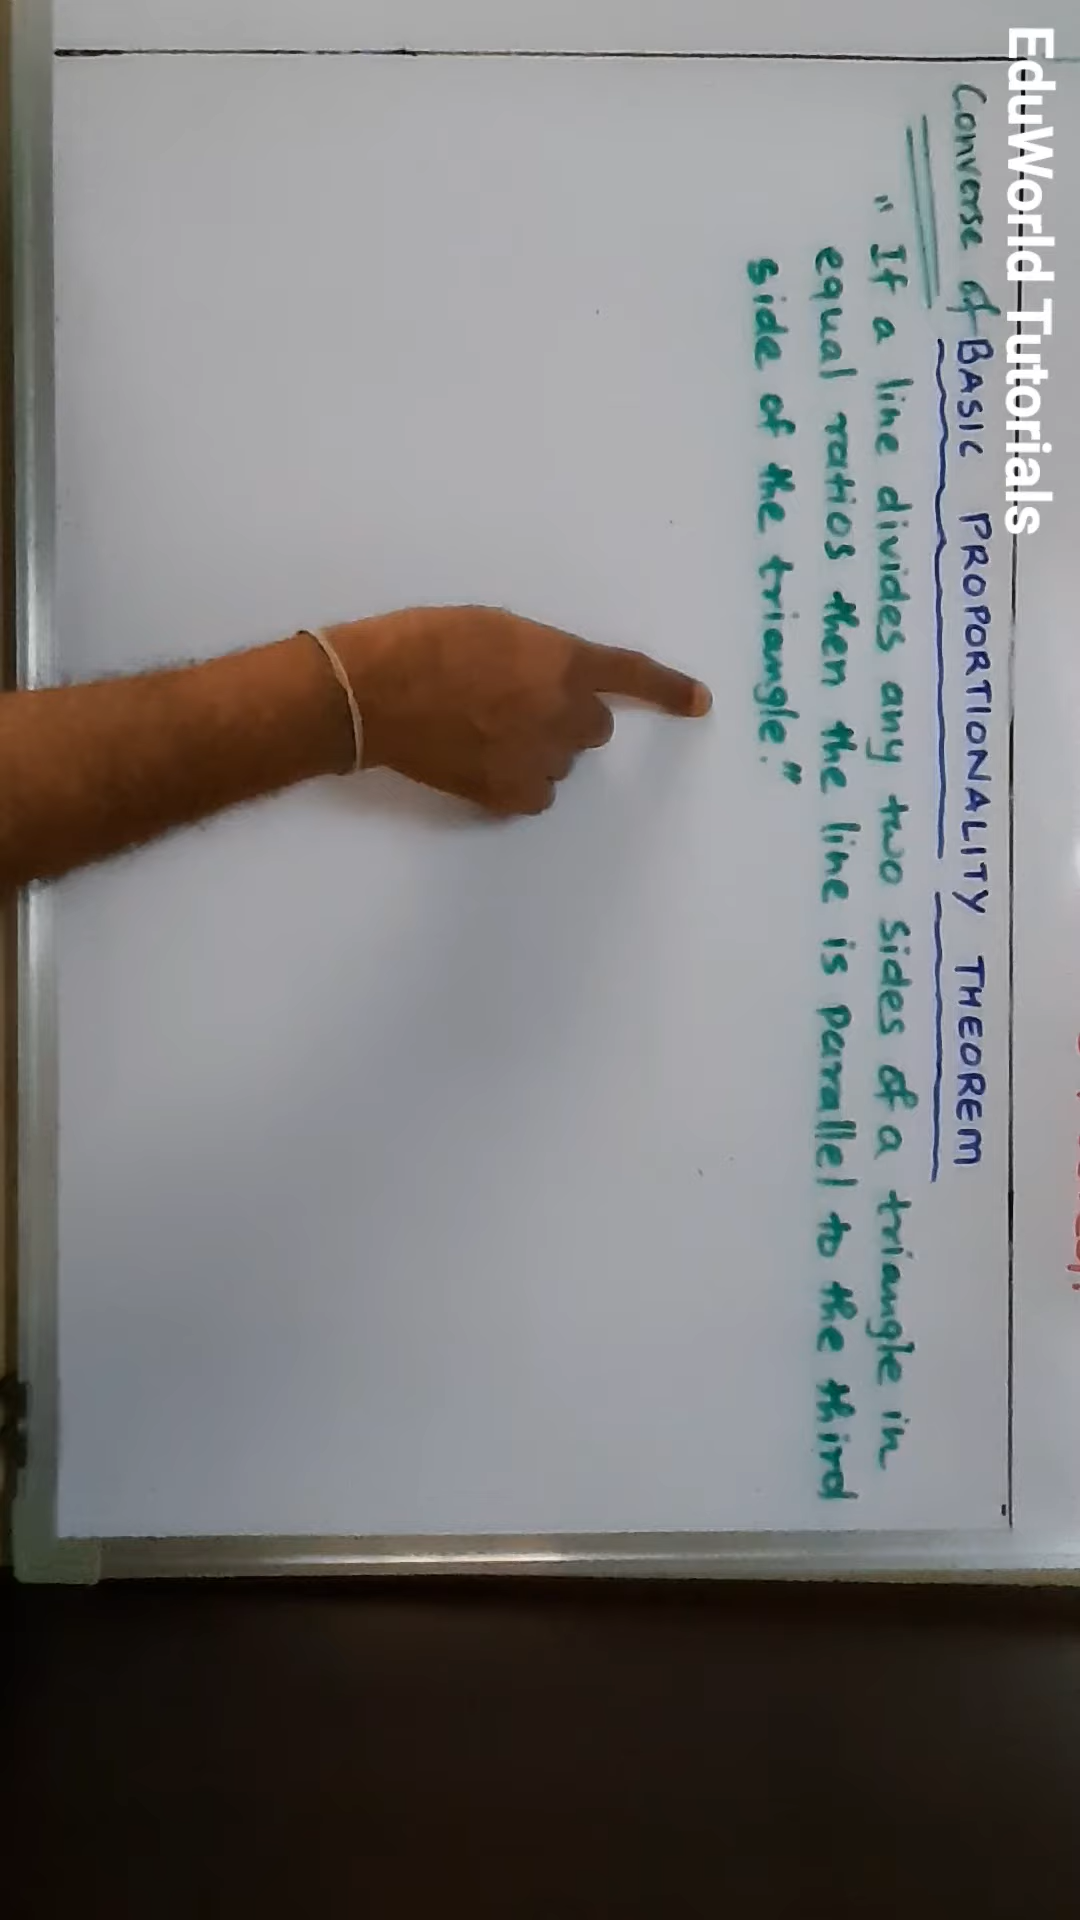 EduWorld Tutorials
Converse of BASIC PROPORTIONALITY THEOREM
" If a line divides any two sides of a triangle in
equal ratios then the line is parallel to the third
side of the triangle."